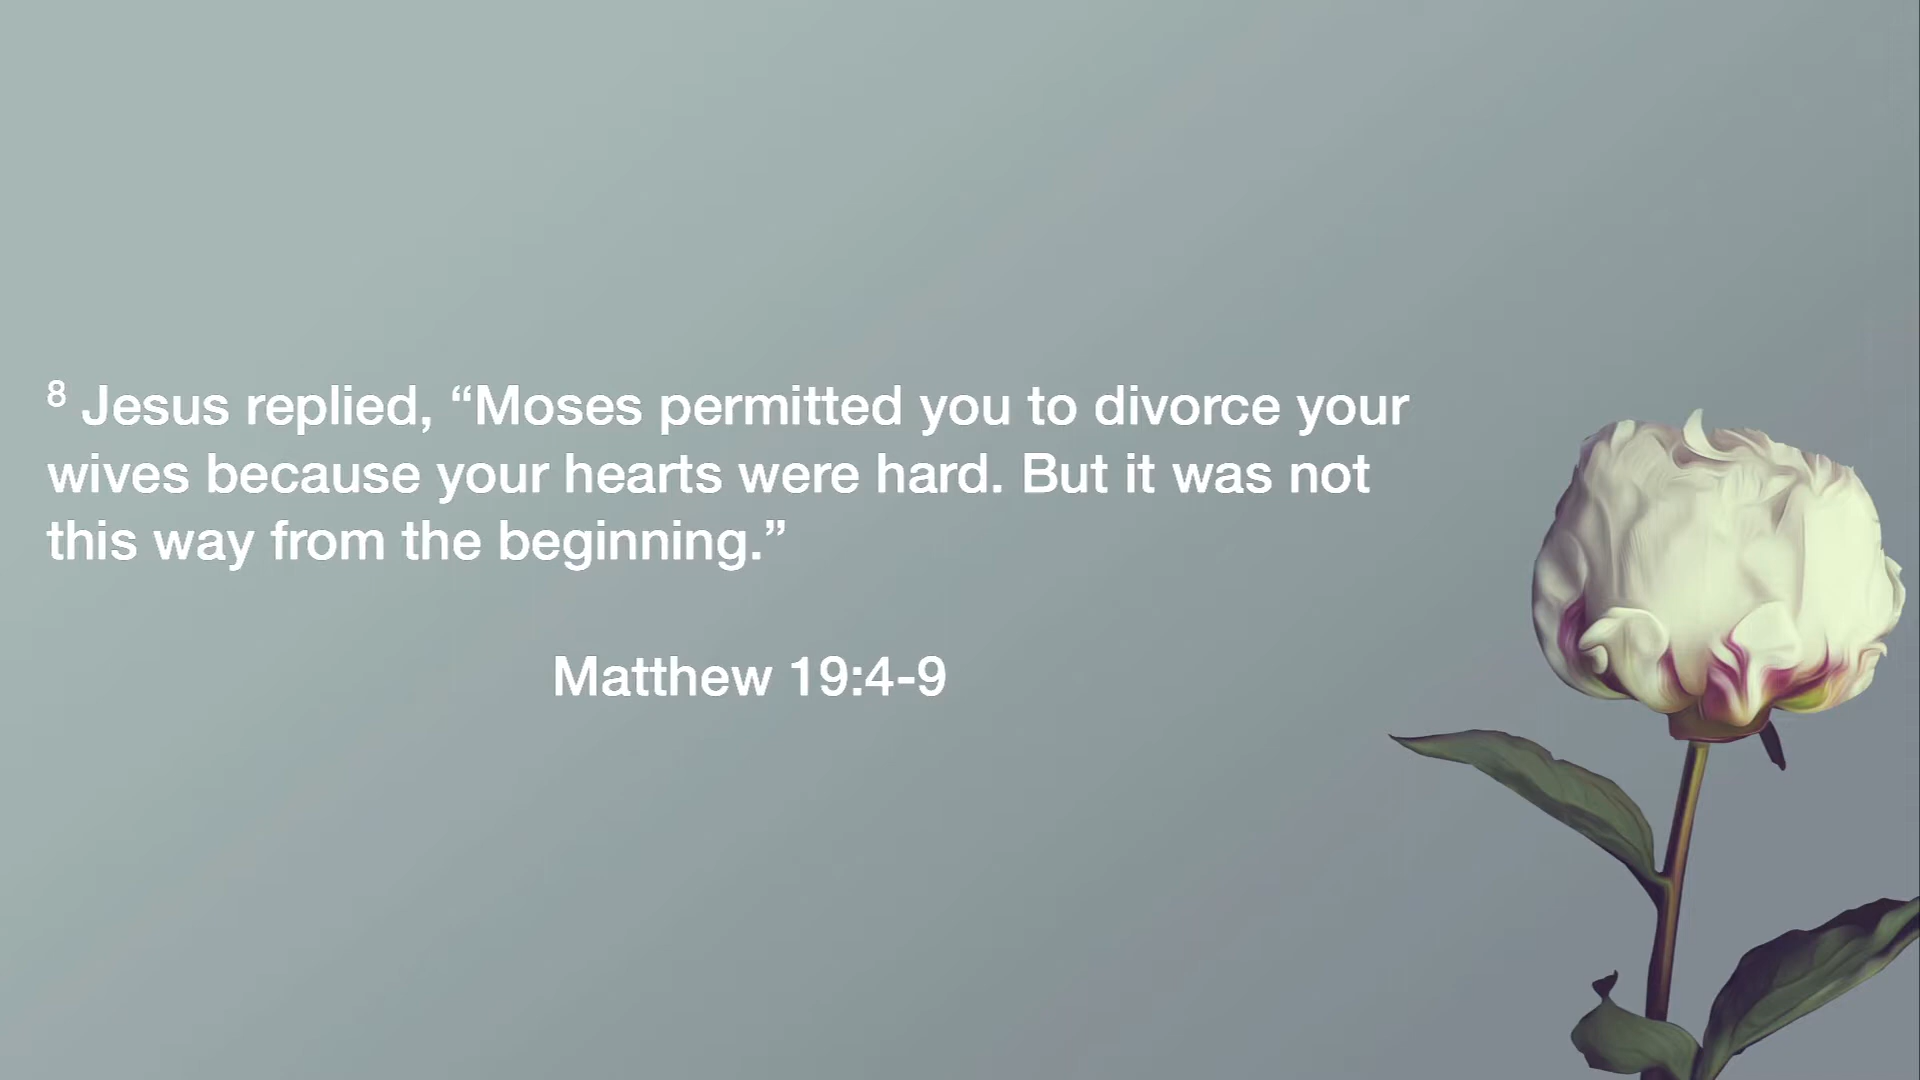 8 Jesus replied, “Moses permitted you to divorce your
wives because your hearts were hard. But it was not
this way from the beginning.”
Matthew 19:4-9